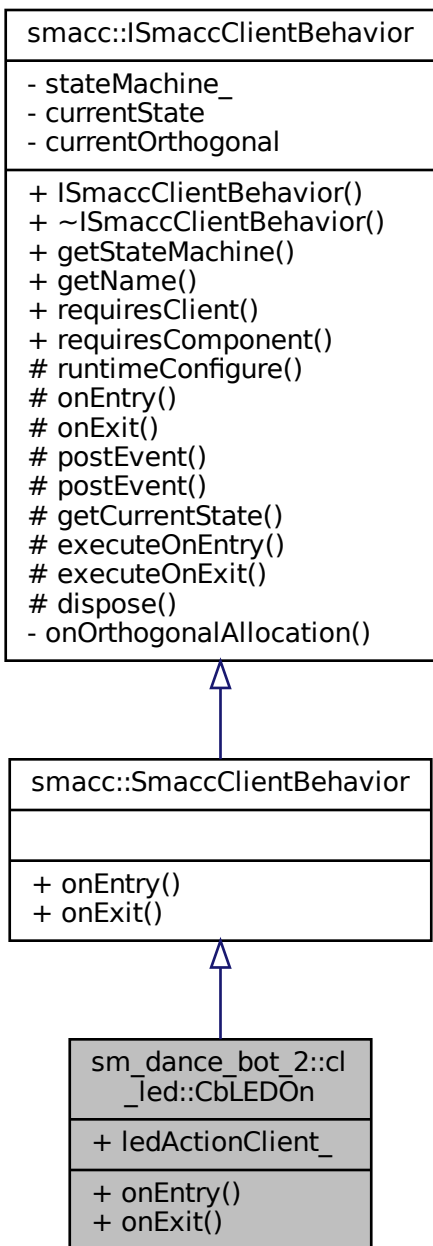 smacc::ISmaccClientBehavior
- stateMachine_
- currentState
- currentOrthogonal
+ ISmaccClientBehavior()
+ ~ISmaccClientBehavior()
+ getStateMachine()
+ getName()
+ requiresClient()
+ requiresComponent()
# runtimeConfigure()
# onEntry()
# onExit()
# postEvent()
# postEvent()
# getCurrentState()
# executeOnEntry()
# executeOnExit()
# dispose()
- onOrthogonalAllocation()
smacc::SmaccClientBehavior
+ onEntry()
+ onExit()
sm_dance_bot_2::cl
_led::CbLEDOn
+ ledActionClient_
+ onEntry()
+ onExit()